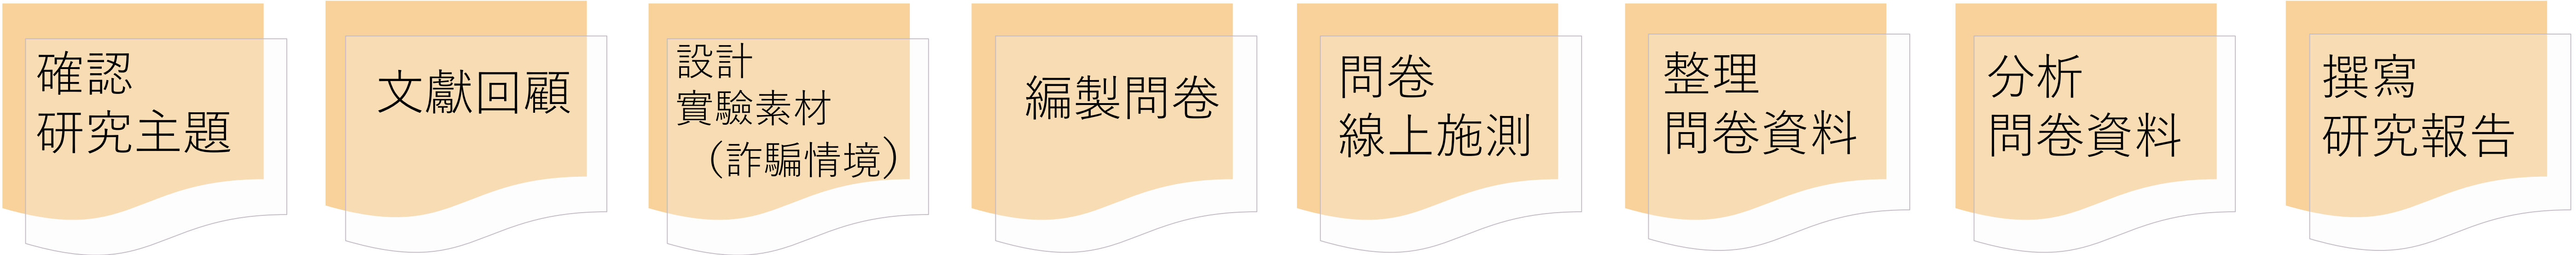 確認
研究主題
文獻回顧
設計
實驗素材
（詐騙情境）
編製問卷
問卷
線上施測
整理
問卷資料
分析
問卷資料
撰寫
研究報告